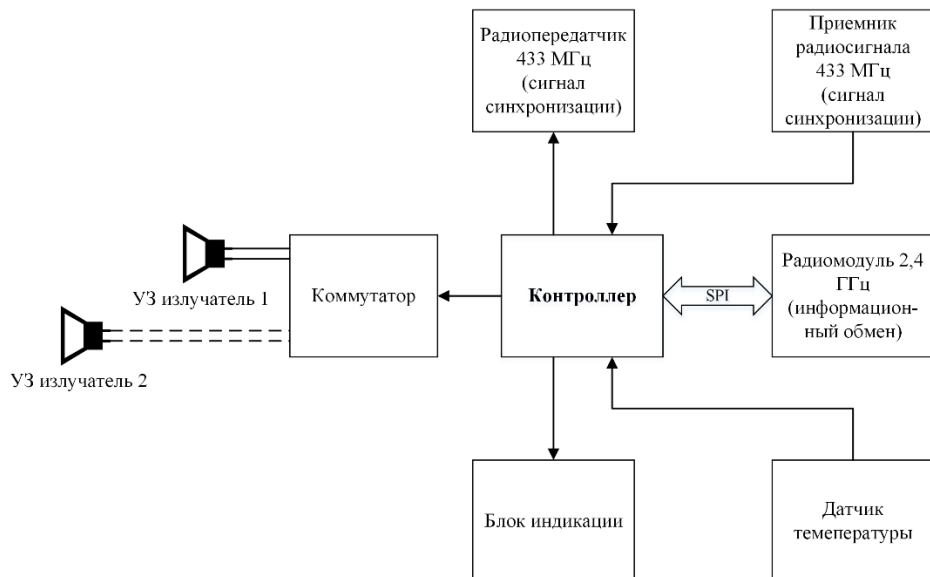 Радиопередатчик
433 МГц
(сигнал
синхронизации)
Приемник
радиосигнала
433 МГц
(сигнал
синхронизации)
УЗ излучатель 1
Коммутатор
Контроллер
SPI
Радиомодуль 2,4
ГГц
(информацион-
ный обмен)
УЗ излучатель 2
Блок индикации
Датчик
темепературы